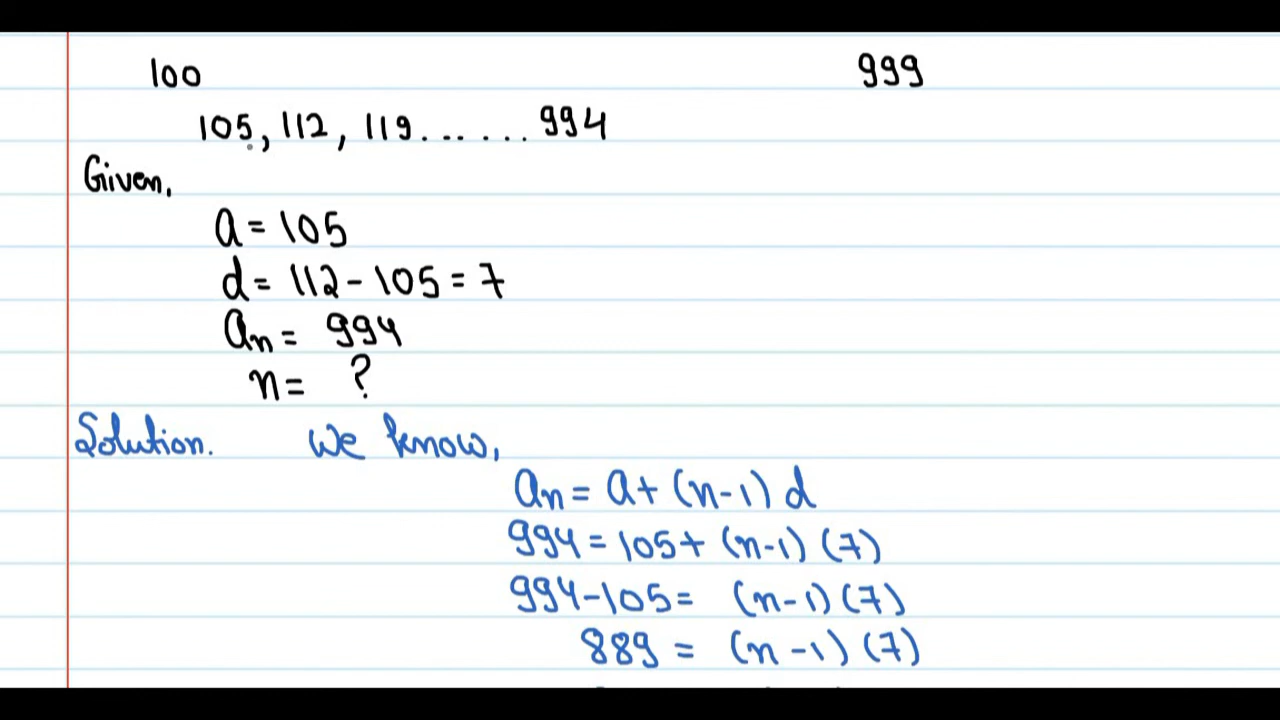 100 999
105, 112, 119....... 994
Given,
a = 105
d = 112 - 105 = 7
an = 994
n = ?
Solution. We know,
an = a + (n-1) d
994 = 105 + (n-1) (7)
994-105 = (n-1) (7)
889 = (n-1) (7)